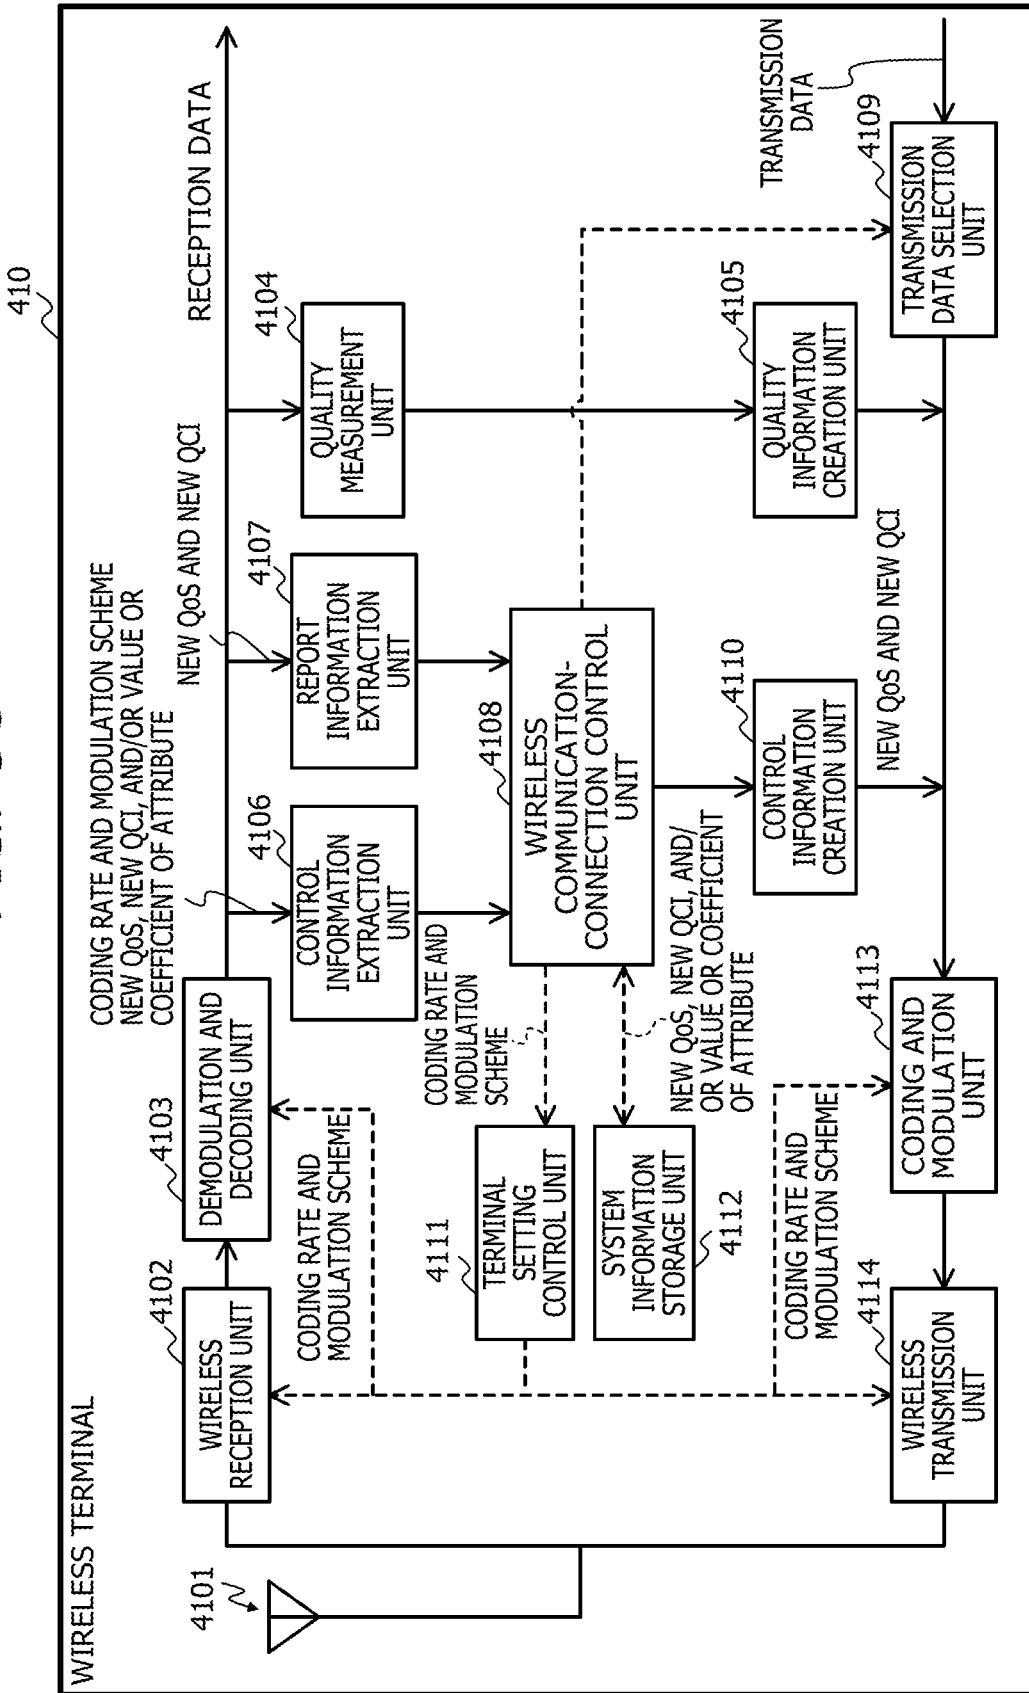 410
WIRELESS TERMINAL
4101
4102
WIRELESS
RECEPTION UNIT
4103
DEMODULATION AND
DECODING UNIT
CODING RATE AND MODULATION SCHEME
NEW QoS, NEW QCI, AND/OR VALUE OR
COEFFICIENT OF ATTRIBUTE
NEW QoS AND NEW QCI
RECEPTION DATA
CODING RATE AND
MODULATION SCHEME
4106
CONTROL
INFORMATION
EXTRACTION
UNIT
4107
REPORT
INFORMATION
EXTRACTION
UNIT
4104
QUALITY
MEASUREMENT
UNIT
4111
TERMINAL
SETTING
CONTROL UNIT
CODING RATE AND
MODULATION
SCHEME
4108
WIRELESS
COMMUNICATION-
CONNECTION CONTROL
UNIT
SYSTEM
INFORMATION
STORAGE UNIT
4112
NEW QoS, NEW QCI, AND/
OR VALUE OR COEFFICIENT
OF ATTRIBUTE
4110
CONTROL
INFORMATION
CREATION UNIT
4105
QUALITY
INFORMATION
CREATION UNIT
TRANSMISSION
DATA
CODING RATE AND
MODULATION SCHEME
NEW QoS AND NEW QCI
4114
WIRELESS
TRANSMISSION
UNIT
4113
CODING AND
MODULATION
UNIT
4109
TRANSMISSION
DATA SELECTION
UNIT